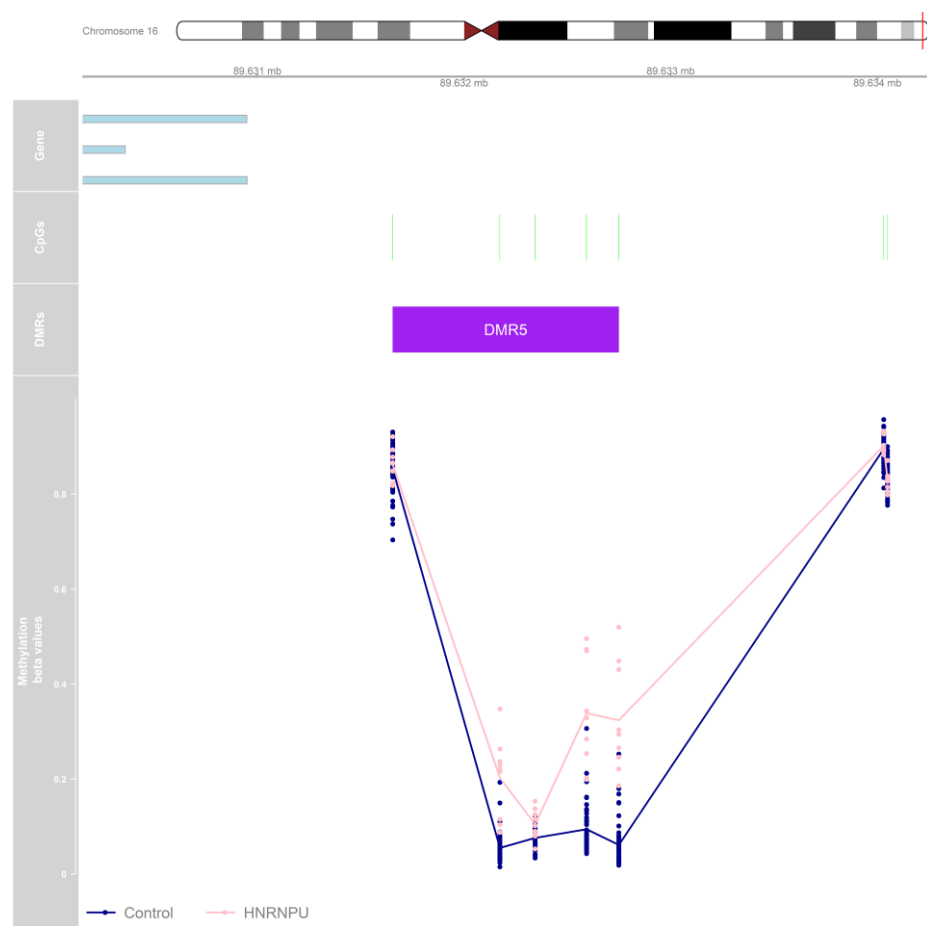 Chromosome 16
89.631 mb
89.632 mb
89.633 mb
89.634 mb
Gene
CpGs
DMRs
DMR5
Methylation
beta values
0.8
0.6
0.4
0.2
0
Control
HNRNPU